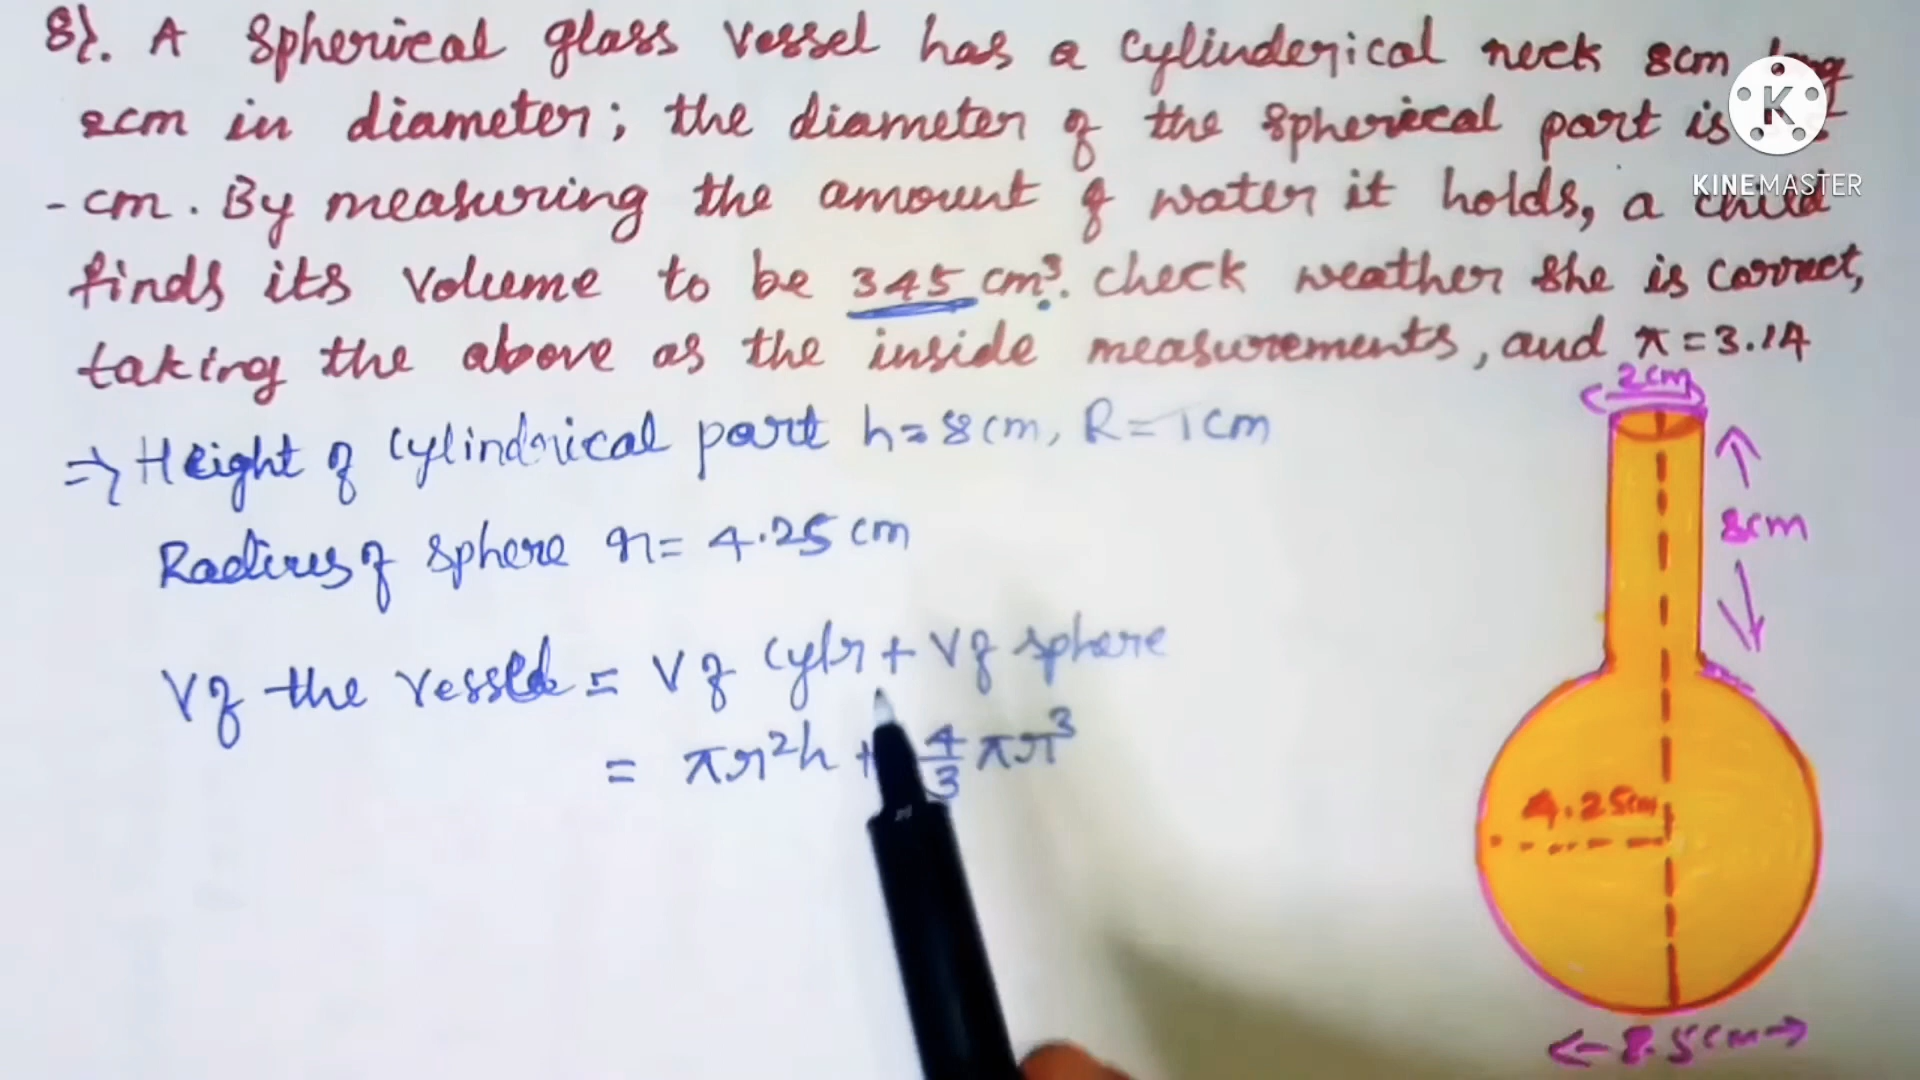 8}. A Spherical glass vessel has a cylinderical neck 8cm
2cm in diameter; the diameter of the spherical part is
- cm. By measuring the amount of water it holds, a child
finds its volume to be 345 cm³. check weather she is correct,
taking the above as the inside measurements, and π = 3.14
⇒ Height of cylindrical part h = 8cm, R = 1cm
Radius of sphere r = 4.25 cm
V of the vessel = V of cylr + V of sphere
= πr²h + 4/3 πr³
2cm
8cm
4.25cm
8.5cm
K
KINEMASTER